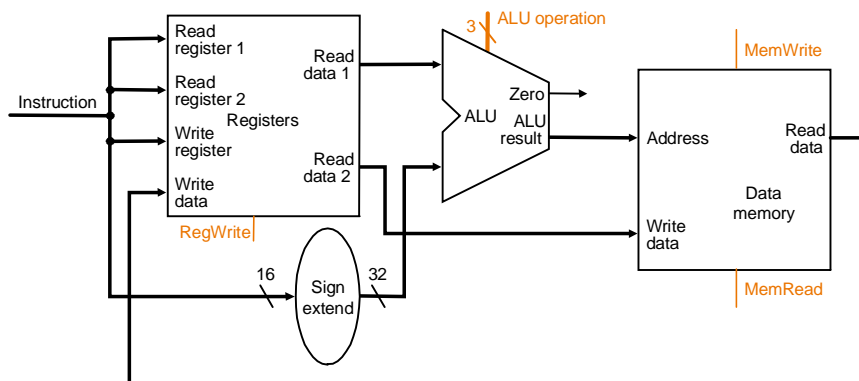 Instruction
Read
register 1
Read
register 2
Write
register
Write
data
Registers
Read
data 1
Read
data 2
RegWrite
16
Sign
extend
32
3
ALU operation
Zero
ALU
ALU
result
MemWrite
Address
Read
data
Data
memory
Write
data
MemRead